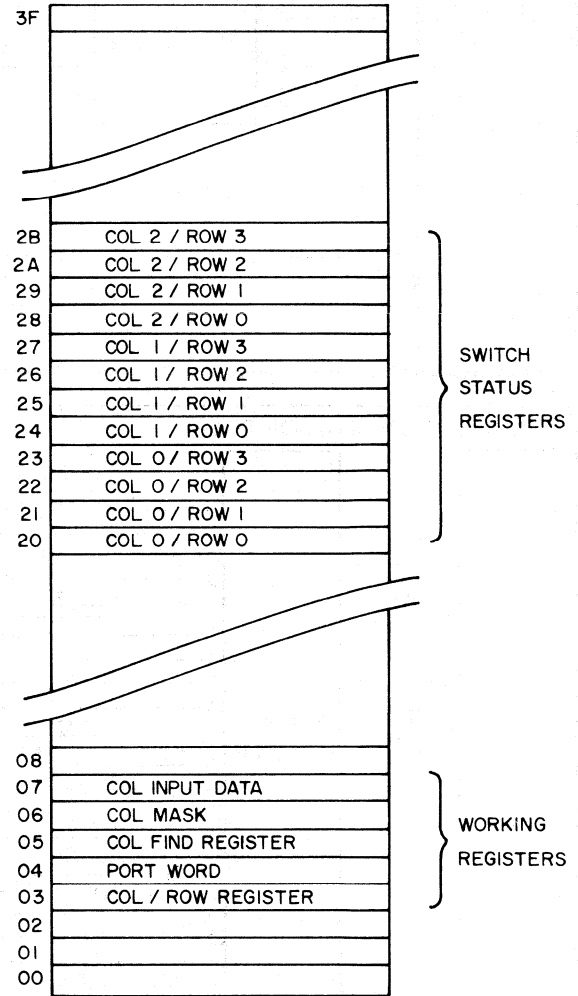 3F
2B COL 2 / ROW 3
2A COL 2 / ROW 2
29 COL 2 / ROW 1
28 COL 2 / ROW 0
27 COL 1 / ROW 3
26 COL 1 / ROW 2
25 COL 1 / ROW 1
24 COL 1 / ROW 0
23 COL 0 / ROW 3
22 COL 0 / ROW 2
21 COL 0 / ROW 1
20 COL 0 / ROW 0
SWITCH
STATUS
REGISTERS
08
07 COL INPUT DATA
06 COL MASK
05 COL FIND REGISTER
04 PORT WORD
03 COL / ROW REGISTER
02
01
00
WORKING
REGISTERS